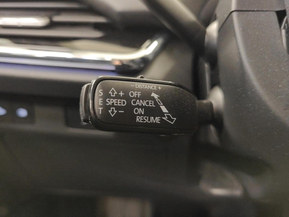 DISTANCE
S + OFF
E SPEED CANCEL
T - ON
RESUME